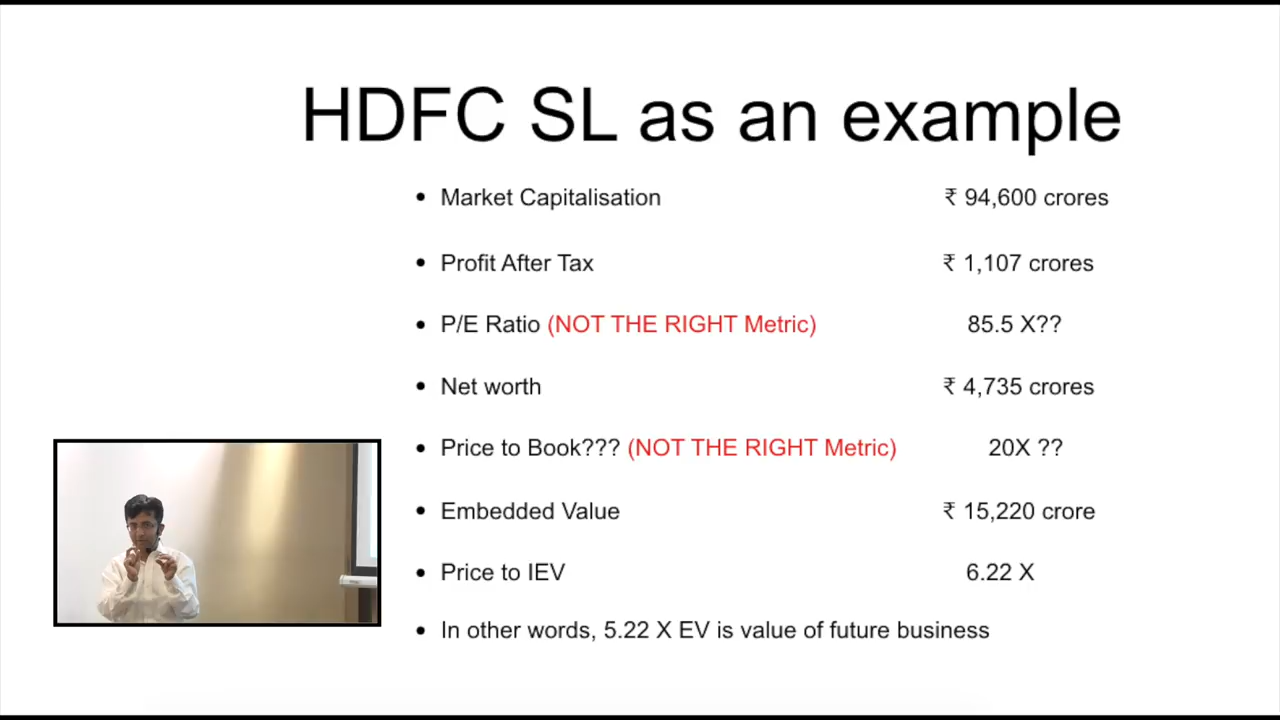 HDFC SL as an example
• Market Capitalisation ₹ 94,600 crores
• Profit After Tax ₹ 1,107 crores
• P/E Ratio (NOT THE RIGHT Metric) 85.5 X??
• Net worth ₹ 4,735 crores
• Price to Book??? (NOT THE RIGHT Metric) 20X ??
• Embedded Value ₹ 15,220 crore
• Price to IEV 6.22 X
• In other words, 5.22 X EV is value of future business